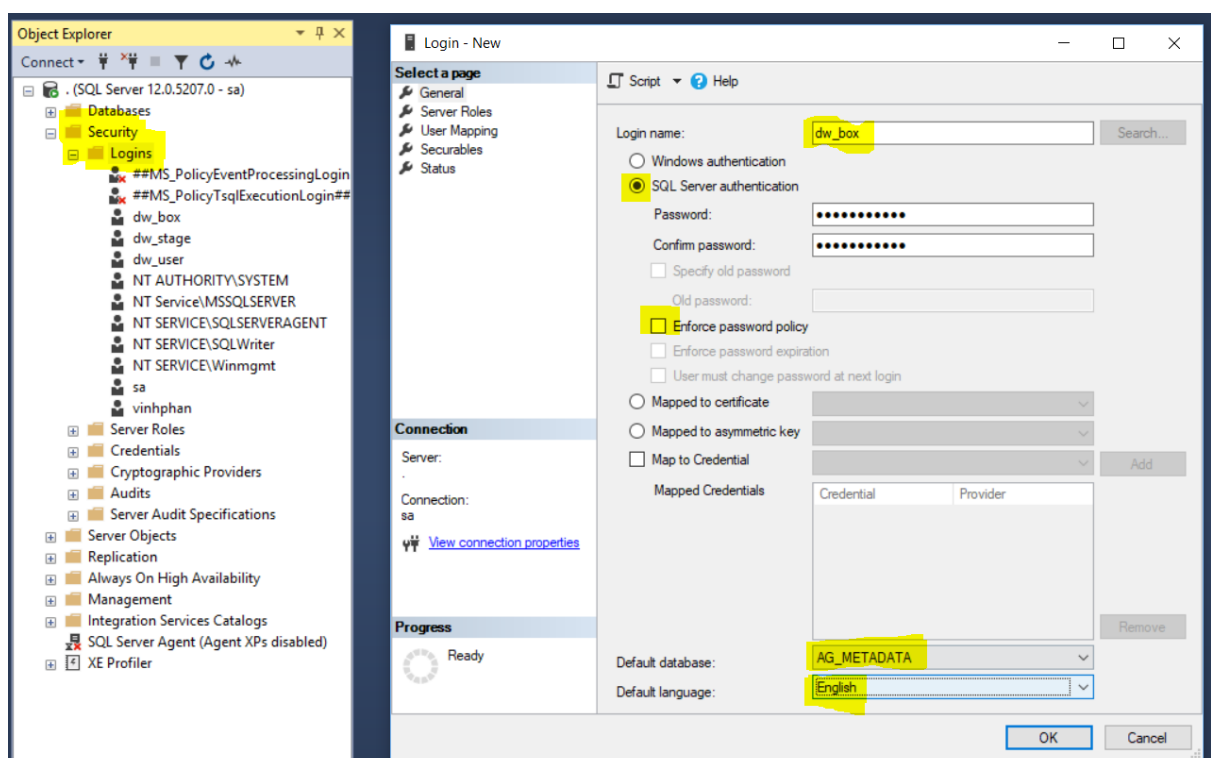 Object Explorer
Connect
. (SQL Server 12.0.5207.0 - sa)
Databases
Security
Logins
##MS_PolicyEventProcessingLogin
##MS_PolicyTsqlExecutionLogin##
dw_box
dw_stage
dw_user
NT AUTHORITY\SYSTEM
NT Service\MSSQLSERVER
NT SERVICE\SQLSERVERAGENT
NT SERVICE\SQLWriter
NT SERVICE\Winmgmt
sa
vinhphan
Server Roles
Credentials
Cryptographic Providers
Audits
Server Audit Specifications
Server Objects
Replication
Always On High Availability
Management
Integration Services Catalogs
SQL Server Agent (Agent XPs disabled)
XE Profiler
Login - New
Select a page
General
Server Roles
User Mapping
Securables
Status
Connection
Server:
.
Connection:
sa
View connection properties
Progress
Ready
Script
Help
Login name:
dw_box
Search...
Windows authentication
SQL Server authentication
Password:
●●●●●●●●●●●
Confirm password:
●●●●●●●●●●●
Specify old password
Old password:
Enforce password policy
Enforce password expiration
User must change password at next login
Mapped to certificate
Mapped to asymmetric key
Map to Credential
Add
Mapped Credentials
Credential Provider
Remove
Default database:
AG_METADATA
Default language:
English
OK Cancel